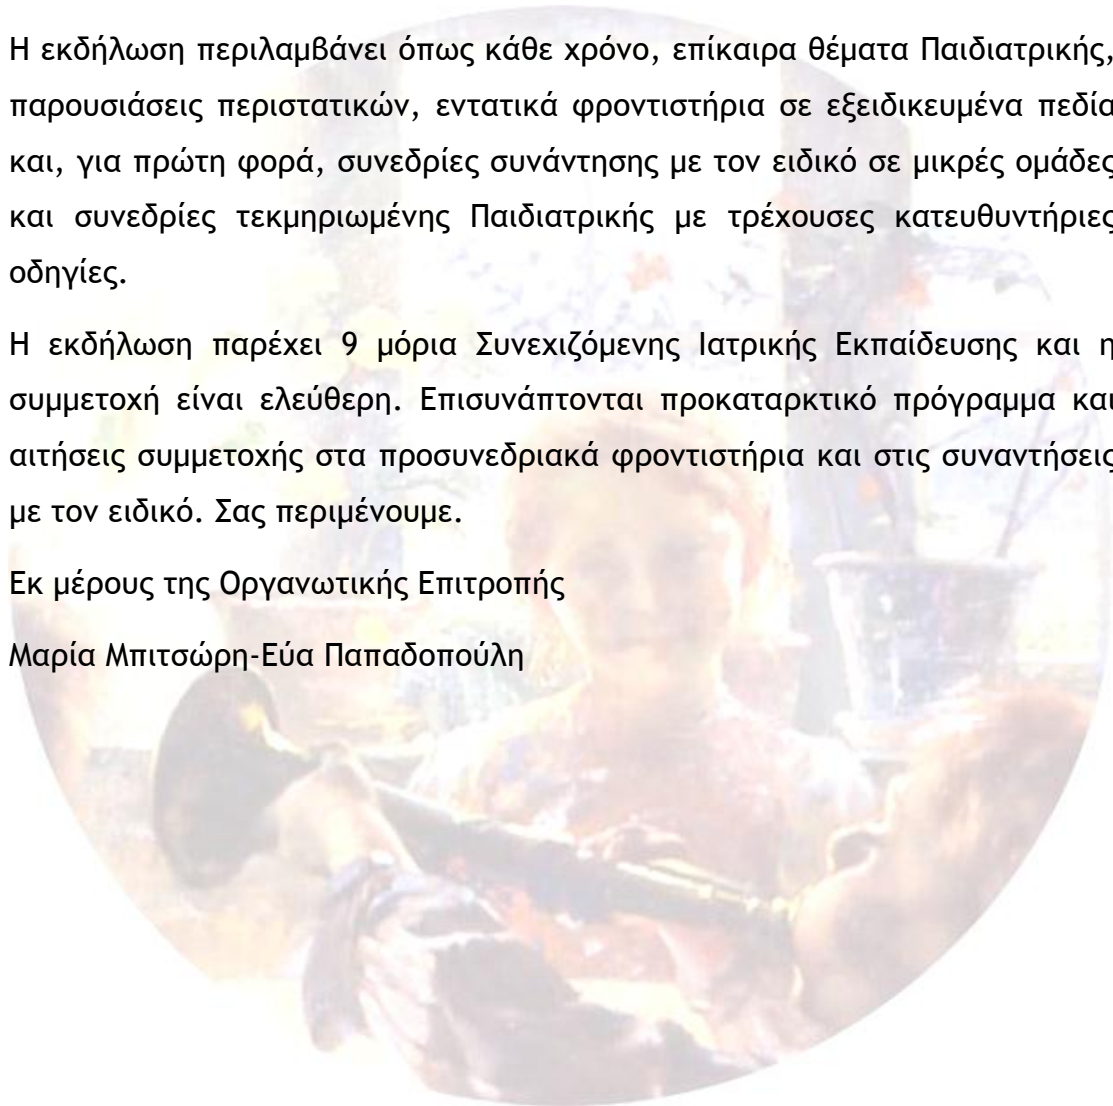 Η εκδήλωση περιλαμβάνει όπως κάθε χρόνο, επίκαιρα θέματα Παιδιατρικής,
παρουσιάσεις περιστατικών, εντατικά φροντιστήρια σε εξειδικευμένα πεδία
και, για πρώτη φορά, συνεδρίες συνάντησης με τον ειδικό σε μικρές ομάδες
και συνεδρίες τεκμηριωμένης Παιδιατρικής με τρέχουσες κατευθυντήριες
οδηγίες.
Η εκδήλωση παρέχει 9 μόρια Συνεχιζόμενης Ιατρικής Εκπαίδευσης και η
συμμετοχή είναι ελεύθερη. Επισυνάπτονται προκαταρκτικό πρόγραμμα και
αιτήσεις συμμετοχής στα προσυνεδριακά φροντιστήρια και στις συναντήσεις
με τον ειδικό. Σας περιμένουμε.
Εκ μέρους της Οργανωτικής Επιτροπής
Μαρία Μπιτσώρη-Εύα Παπαδοπούλη